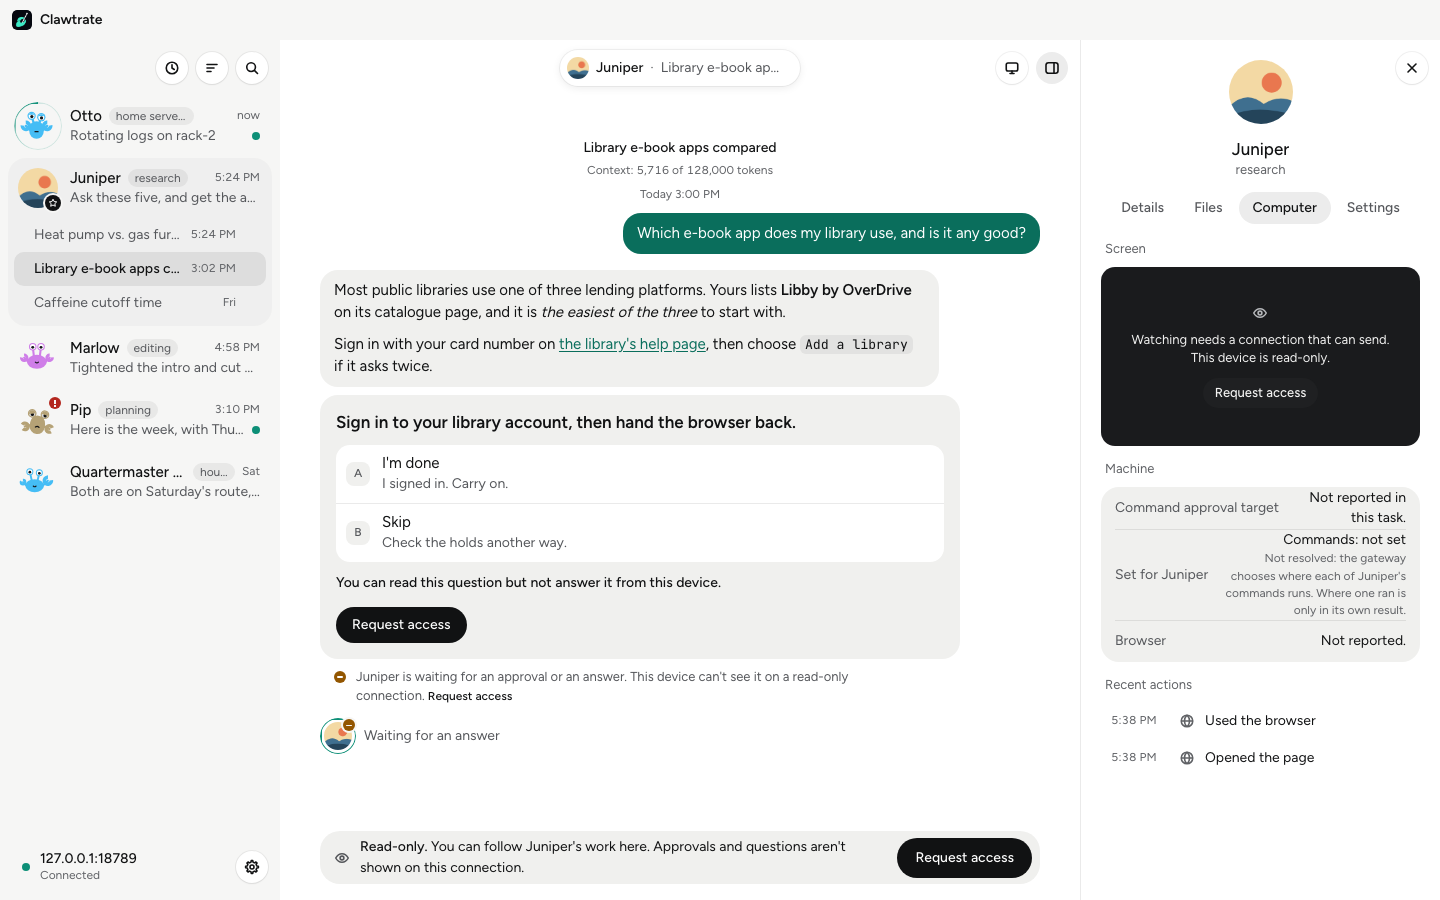 Clawtrate
Otto home serve... now
Rotating logs on rack-2
Juniper research 5:24 PM
Ask these five, and get the a...
Heat pump vs. gas fur... 5:24 PM
Library e-book apps c... 3:02 PM
Caffeine cutoff time Fri
Marlow editing 4:58 PM
Tightened the intro and cut ...
Pip planning 3:10 PM
Here is the week, with Thu...
Quartermaster ... hou... Sat
Both are on Saturday's route,...
127.0.0.1:18789
Connected
Juniper · Library e-book ap...
Library e-book apps compared
Context: 5,716 of 128,000 tokens
Today 3:00 PM
Which e-book app does my library use, and is it any good?
Most public libraries use one of three lending platforms. Yours lists Libby by OverDrive
on its catalogue page, and it is the easiest of the three to start with.
Sign in with your card number on the library's help page, then choose Add a library
if it asks twice.
Sign in to your library account, then hand the browser back.
A I'm done
I signed in. Carry on.
B Skip
Check the holds another way.
You can read this question but not answer it from this device.
Request access
Juniper is waiting for an approval or an answer. This device can't see it on a read-only
connection. Request access
Waiting for an answer
Read-only. You can follow Juniper's work here. Approvals and questions aren't
shown on this connection.
Request access
Juniper
research
Details Files Computer Settings
Screen
Watching needs a connection that can send.
This device is read-only.
Request access
Machine
Command approval target Not reported in
this task.
Set for Juniper Commands: not set
Not resolved: the gateway
chooses where each of Juniper's
commands runs. Where one ran is
only in its own result.
Browser Not reported.
Recent actions
5:38 PM Used the browser
5:38 PM Opened the page